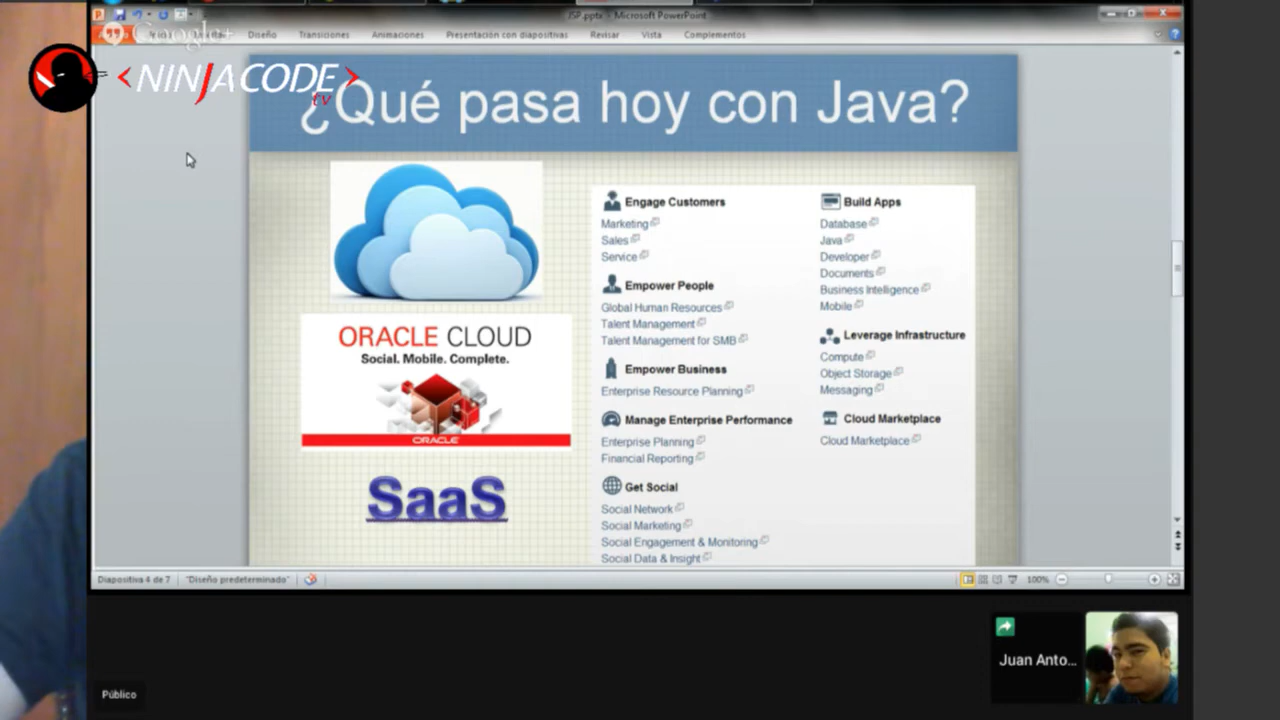 JSP.pptx - Microsoft PowerPoint
Google+
Diseño Transiciones Animaciones Presentación con diapositivas Revisar Vista Complementos
<NINJACODE>
tv
¿Qué pasa hoy con Java?
ORACLE CLOUD
Social. Mobile. Complete.
ORACLE
SaaS
Engage Customers
Marketing
Sales
Service
Empower People
Global Human Resources
Talent Management
Talent Management for SMB
Empower Business
Enterprise Resource Planning
Manage Enterprise Performance
Enterprise Planning
Financial Reporting
Get Social
Social Network
Social Marketing
Social Engagement & Monitoring
Social Data & Insight
Build Apps
Database
Java
Developer
Documents
Business Intelligence
Mobile
Leverage Infrastructure
Compute
Object Storage
Messaging
Cloud Marketplace
Cloud Marketplace
Diapositiva 4 de 7 "Diseño predeterminado" 100%
Juan Anto...
Público